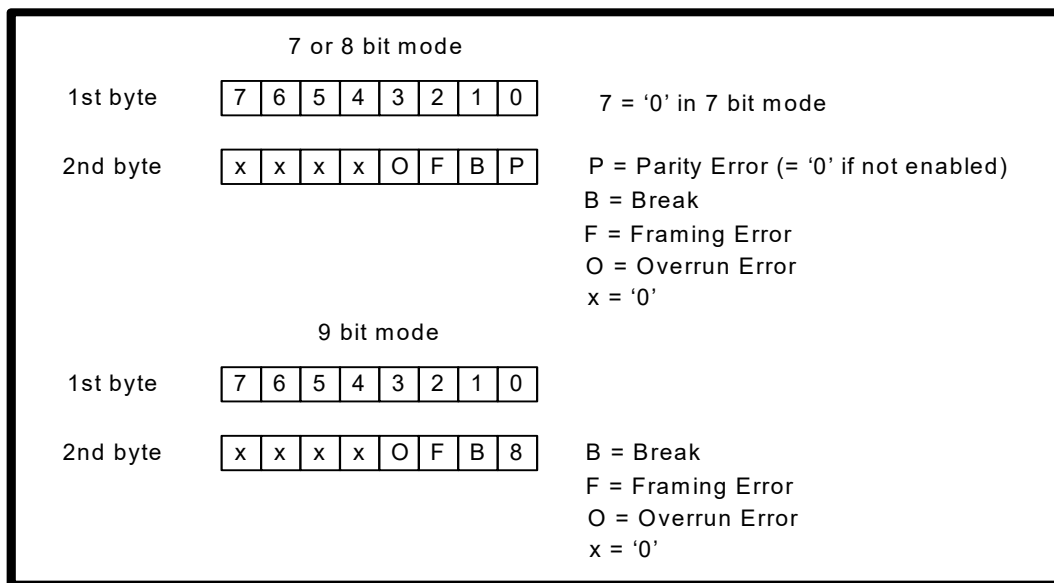 7 or 8 bit mode
1st byte 7 6 5 4 3 2 1 0 7 = ‘0’ in 7 bit mode
2nd byte x x x x O F B P P = Parity Error (= ‘0’ if not enabled)
B = Break
F = Framing Error
O = Overrun Error
x = ‘0’
9 bit mode
1st byte 7 6 5 4 3 2 1 0
2nd byte x x x x O F B 8 B = Break
F = Framing Error
O = Overrun Error
x = ‘0’